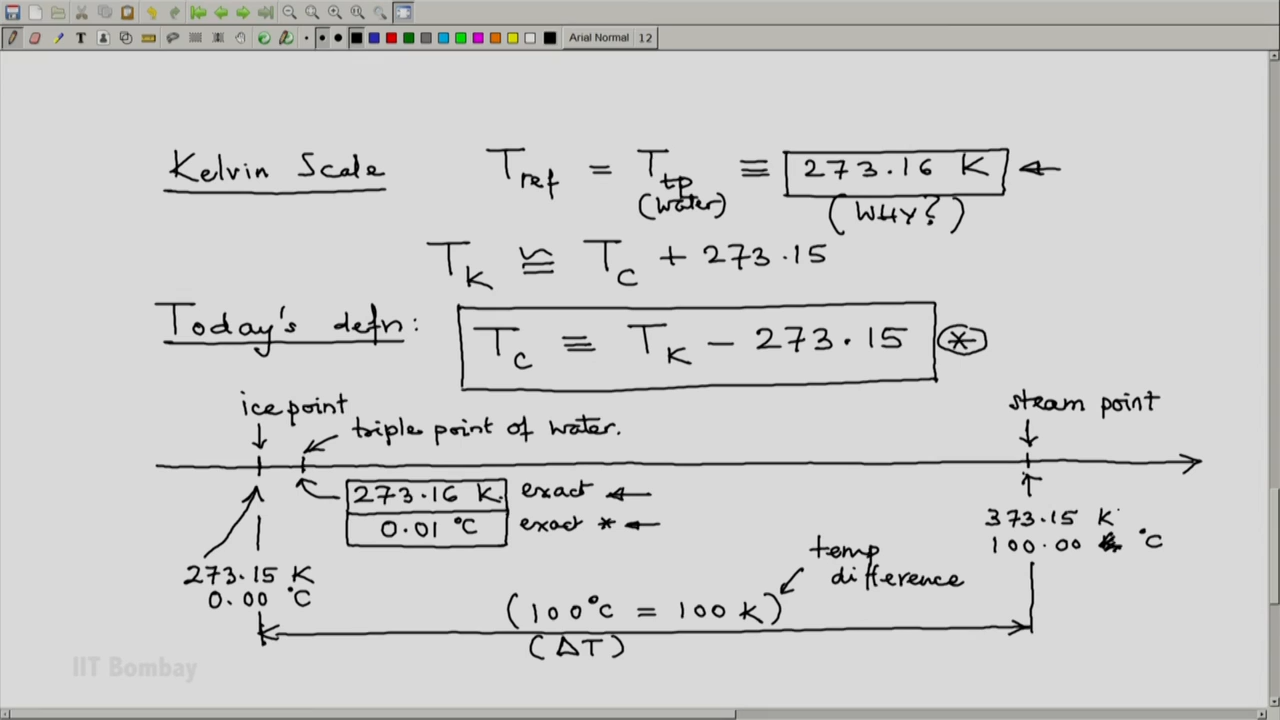 Arial Normal 12
Kelvin Scale T_ref = T_tp (water) ≡ 273.16 K ←
(WHY?)
T_K ≌ T_C + 273.15
Today's defn: T_C ≡ T_K − 273.15 *
ice point
steam point
triple point of water.
273.16 K. exact ←
0.01 °C exact * ←
373.15 K
100.00 °C
273.15 K
0.00 °C
temp
difference
(100°C = 100 K)
(ΔT)
IIT Bombay